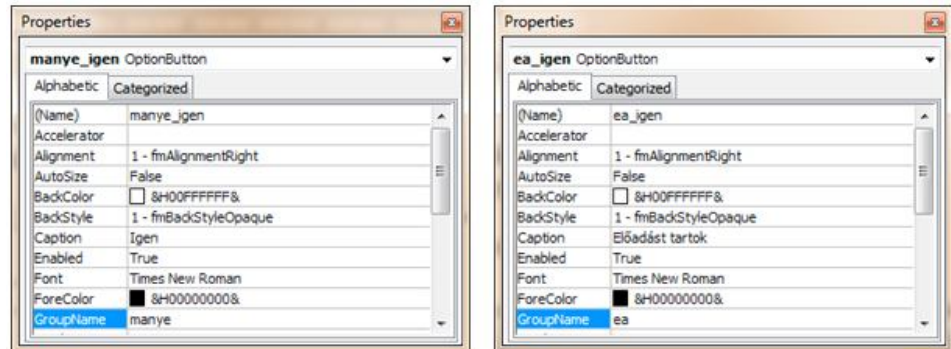 Properties
manye_igen OptionButton
Alphabetic Categorized
(Name) manye_igen
Accelerator
Alignment 1 - fmAlignmentRight
AutoSize False
BackColor &H00FFFFFF&
BackStyle 1 - fmBackStyleOpaque
Caption Igen
Enabled True
Font Times New Roman
ForeColor &H00000000&
GroupName manye
Properties
ea_igen OptionButton
Alphabetic Categorized
(Name) ea_igen
Accelerator
Alignment 1 - fmAlignmentRight
AutoSize False
BackColor &H00FFFFFF&
BackStyle 1 - fmBackStyleOpaque
Caption Előadást tartok
Enabled True
Font Times New Roman
ForeColor &H00000000&
GroupName ea